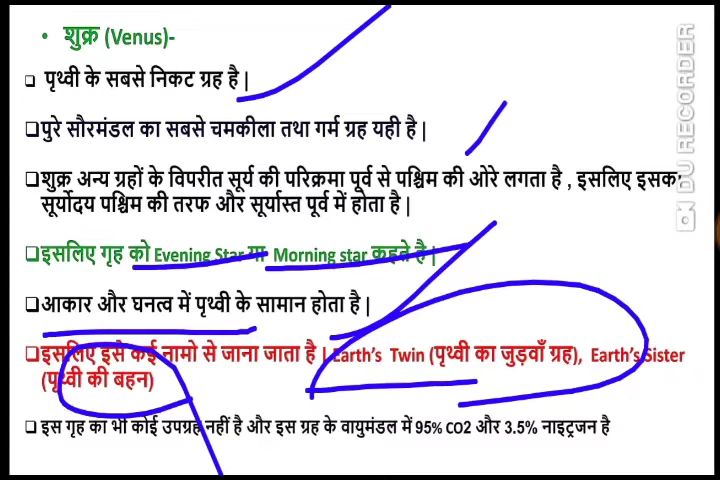 • शुक्र (Venus)-
❑ पृथ्वी के सबसे निकट ग्रह है |
❑ पुरे सौरमंडल का सबसे चमकीला तथा गर्म ग्रह यही है |
❑ शुक्र अन्य ग्रहों के विपरीत सूर्य की परिक्रमा पूर्व से पश्चिम की ओरे लगता है , इसलिए इसक
सूर्योदय पश्चिम की तरफ और सूर्यास्त पूर्व में होता है |
❑ इसलिए गृह को Evening Star या Morning star कहते है |
❑ आकार और घनत्व में पृथ्वी के सामान होता है |
❑ इसलिए इसे कई नामो से जाना जाता है | Earth's Twin (पृथ्वी का जुड़वाँ ग्रह), Earth's Sister
(पृथ्वी की बहन)
❑ इस गृह का भी कोई उपग्रह नहीं है और इस ग्रह के वायुमंडल में 95% CO2 और 3.5% नाइट्रजन है
DU RECORDER